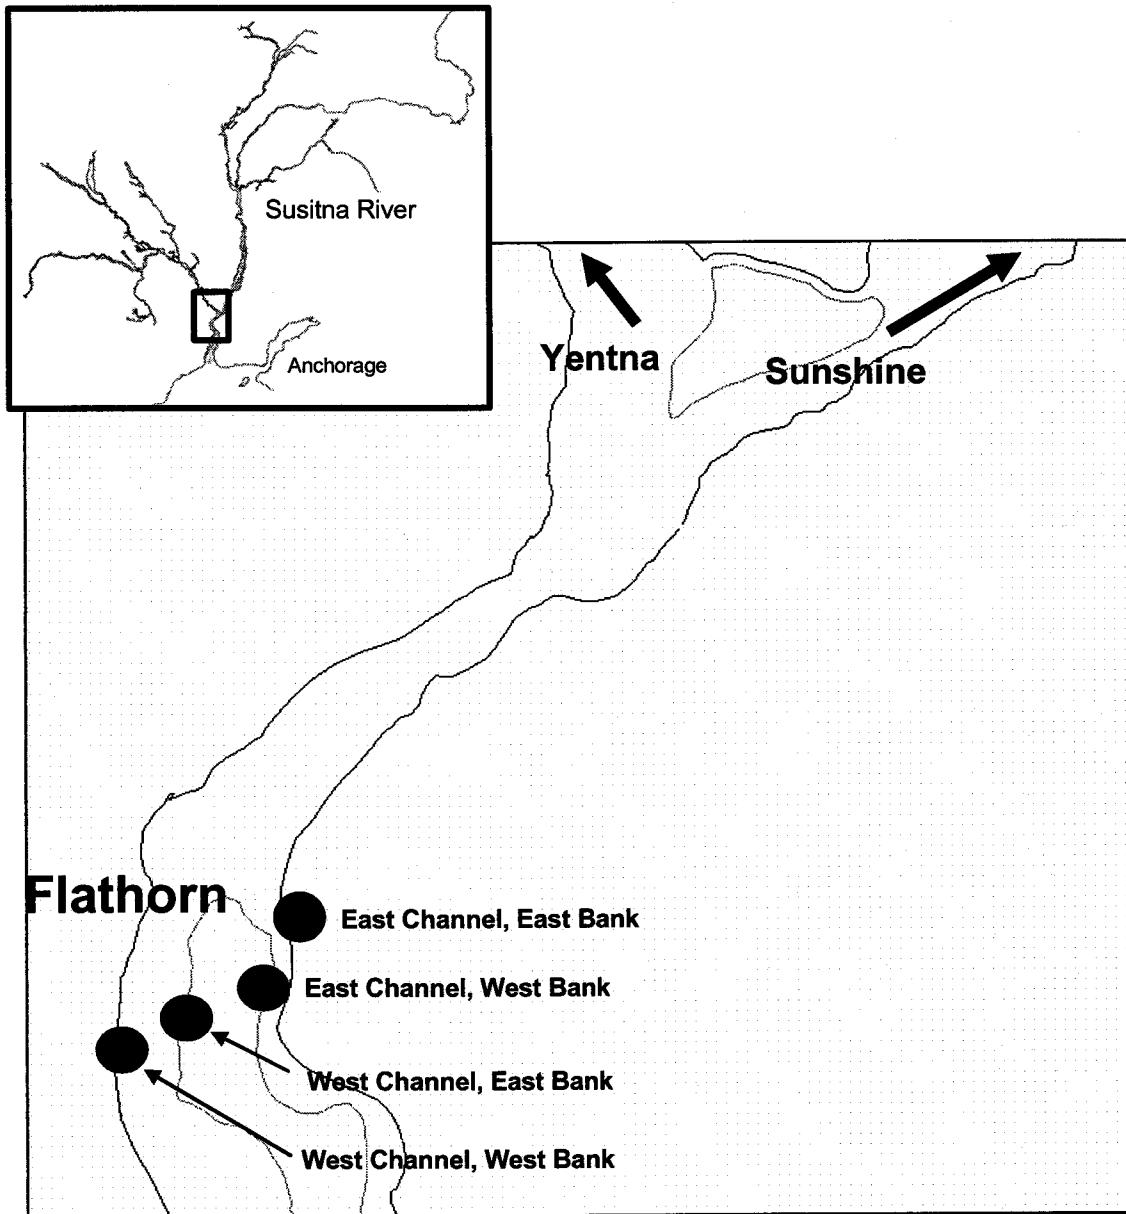 Susitna River
Anchorage
Yentna
Sunshine
Flathorn
East Channel, East Bank
East Channel, West Bank
West Channel, East Bank
West Channel, West Bank